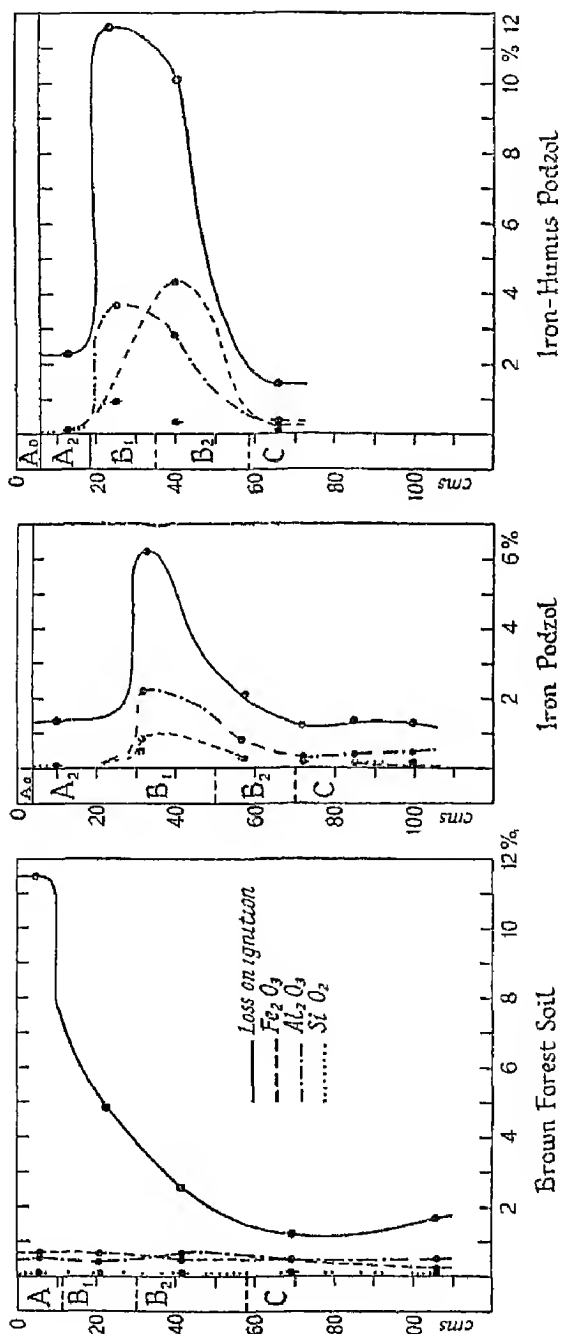 A₀
A₂
B₁
B₂
C
20
40
60
80
100
cms
2
4
6
8
10 % 12
Iron-Humus Podzol
A₀
A₂
B₁
B₂
C
20
40
60
80
100
cms
2
4
6%
Iron Podzol
A
B₁
B₂
C
20
40
60
80
100
cms
2
4
6
8
10
12%
Loss on ignition
Fe₂ O₃
Al₂ O₃
Si O₂
Brown Forest Soil